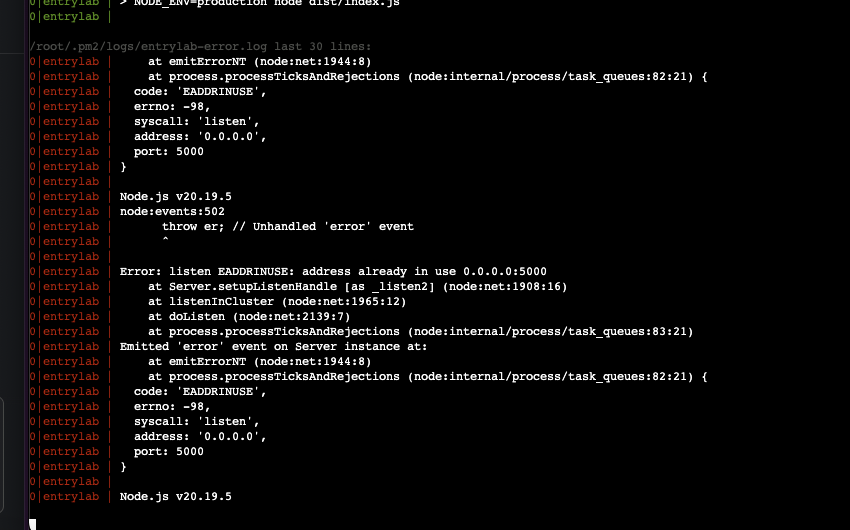 0|entrylab | > NODE_ENV=production node dist/index.js
0|entrylab |
/root/.pm2/logs/entrylab-error.log last 30 lines:
0|entrylab |     at emitErrorNT (node:net:1944:8)
0|entrylab |     at process.processTicksAndRejections (node:internal/process/task_queues:82:21) {
0|entrylab |   code: 'EADDRINUSE',
0|entrylab |   errno: -98,
0|entrylab |   syscall: 'listen',
0|entrylab |   address: '0.0.0.0',
0|entrylab |   port: 5000
0|entrylab | }
0|entrylab |
0|entrylab | Node.js v20.19.5
0|entrylab | node:events:502
0|entrylab |       throw er; // Unhandled 'error' event
0|entrylab |       ^
0|entrylab |
0|entrylab | Error: listen EADDRINUSE: address already in use 0.0.0.0:5000
0|entrylab |     at Server.setupListenHandle [as _listen2] (node:net:1908:16)
0|entrylab |     at listenInCluster (node:net:1965:12)
0|entrylab |     at doListen (node:net:2139:7)
0|entrylab |     at process.processTicksAndRejections (node:internal/process/task_queues:83:21)
0|entrylab | Emitted 'error' event on Server instance at:
0|entrylab |     at emitErrorNT (node:net:1944:8)
0|entrylab |     at process.processTicksAndRejections (node:internal/process/task_queues:82:21) {
0|entrylab |   code: 'EADDRINUSE',
0|entrylab |   errno: -98,
0|entrylab |   syscall: 'listen',
0|entrylab |   address: '0.0.0.0',
0|entrylab |   port: 5000
0|entrylab | }
0|entrylab |
0|entrylab | Node.js v20.19.5